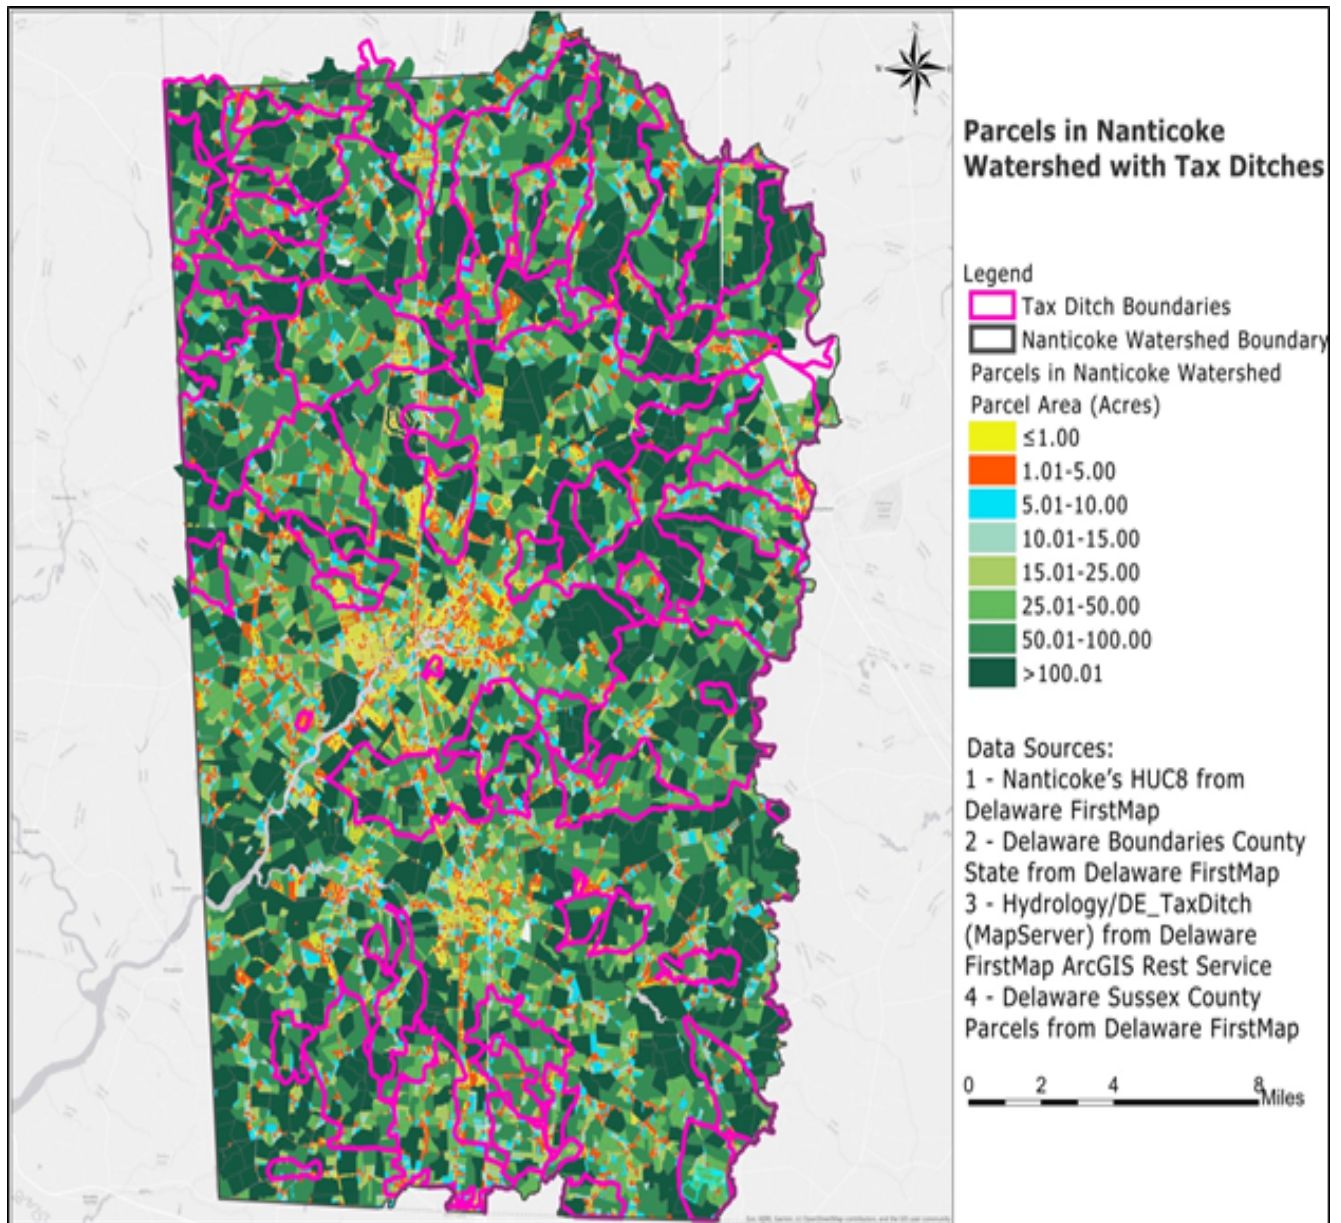 Parcels in Nanticoke
Watershed with Tax Ditches
Legend
Tax Ditch Boundaries
Nanticoke Watershed Boundary
Parcels in Nanticoke Watershed
Parcel Area (Acres)
≤1.00
1.01-5.00
5.01-10.00
10.01-15.00
15.01-25.00
25.01-50.00
50.01-100.00
>100.01
Data Sources:
1 - Nanticoke's HUC8 from
Delaware FirstMap
2 - Delaware Boundaries County
State from Delaware FirstMap
3 - Hydrology/DE_TaxDitch
(MapServer) from Delaware
FirstMap ArcGIS Rest Service
4 - Delaware Sussex County
Parcels from Delaware FirstMap
0 2 4 8 Miles